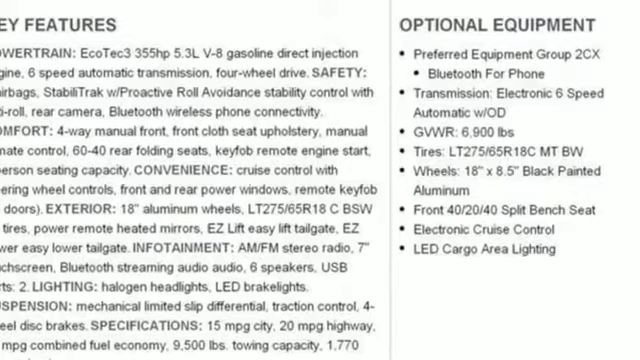 EY FEATURES
OWERTRAIN: EcoTec3 355hp 5.3L V-8 gasoline direct injection
gine, 6 speed automatic transmission, four-wheel drive. SAFETY:
irbags, StabiliTrak w/Proactive Roll Avoidance stability control with
ti-roll, rear camera, Bluetooth wireless phone connectivity.
OMFORT: 4-way manual front, front cloth seat upholstery, manual
mate control, 60-40 rear folding seats, keyfob remote engine start,
erson seating capacity. CONVENIENCE: cruise control with
ering wheel controls, front and rear power windows, remote keyfob
doors). EXTERIOR: 18" aluminum wheels, LT275/65R18 C BSW
tires, power remote heated mirrors, EZ Lift easy lift tailgate, EZ
wer easy lower tailgate. INFOTAINMENT: AM/FM stereo radio, 7"
uchscreen, Bluetooth streaming audio audio, 6 speakers, USB
rts: 2. LIGHTING: halogen headlights, LED brakelights.
USPENSION: mechanical limited slip differential, traction control, 4-
eel disc brakes. SPECIFICATIONS: 15 mpg city, 20 mpg highway,
mpg combined fuel economy, 9,500 lbs. towing capacity, 1,770
OPTIONAL EQUIPMENT
• Preferred Equipment Group 2CX
• Bluetooth For Phone
• Transmission: Electronic 6 Speed
Automatic w/OD
• GVWR: 6,900 lbs
• Tires: LT275/65R18C MT BW
• Wheels: 18" x 8.5" Black Painted
Aluminum
• Front 40/20/40 Split Bench Seat
• Electronic Cruise Control
• LED Cargo Area Lighting